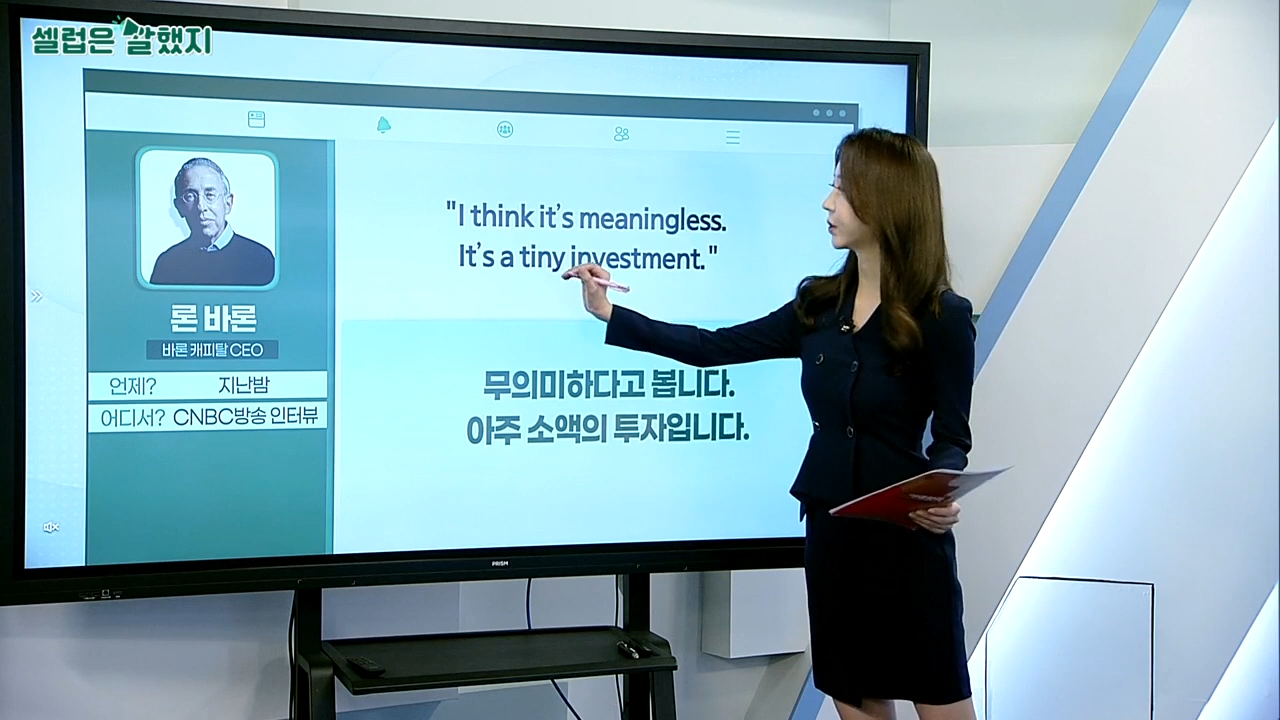 셀럽은 말했지
"I think it's meaningless.
It's a tiny investment."
론 바론
바론 캐피탈 CEO
언제? 지난밤
어디서? CNBC방송 인터뷰
무의미하다고 봅니다.
아주 소액의 투자입니다.
PRISM